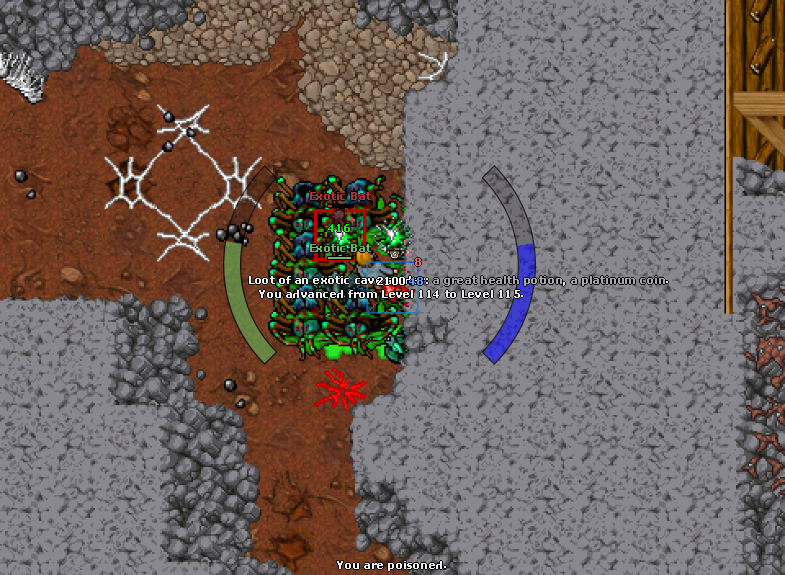 Exotic Bat
416
Exotic Bat
8
Loot of an exotic cave : a great health potion, a platinum coin.
You advanced from Level 114 to Level 115.
You are poisoned.